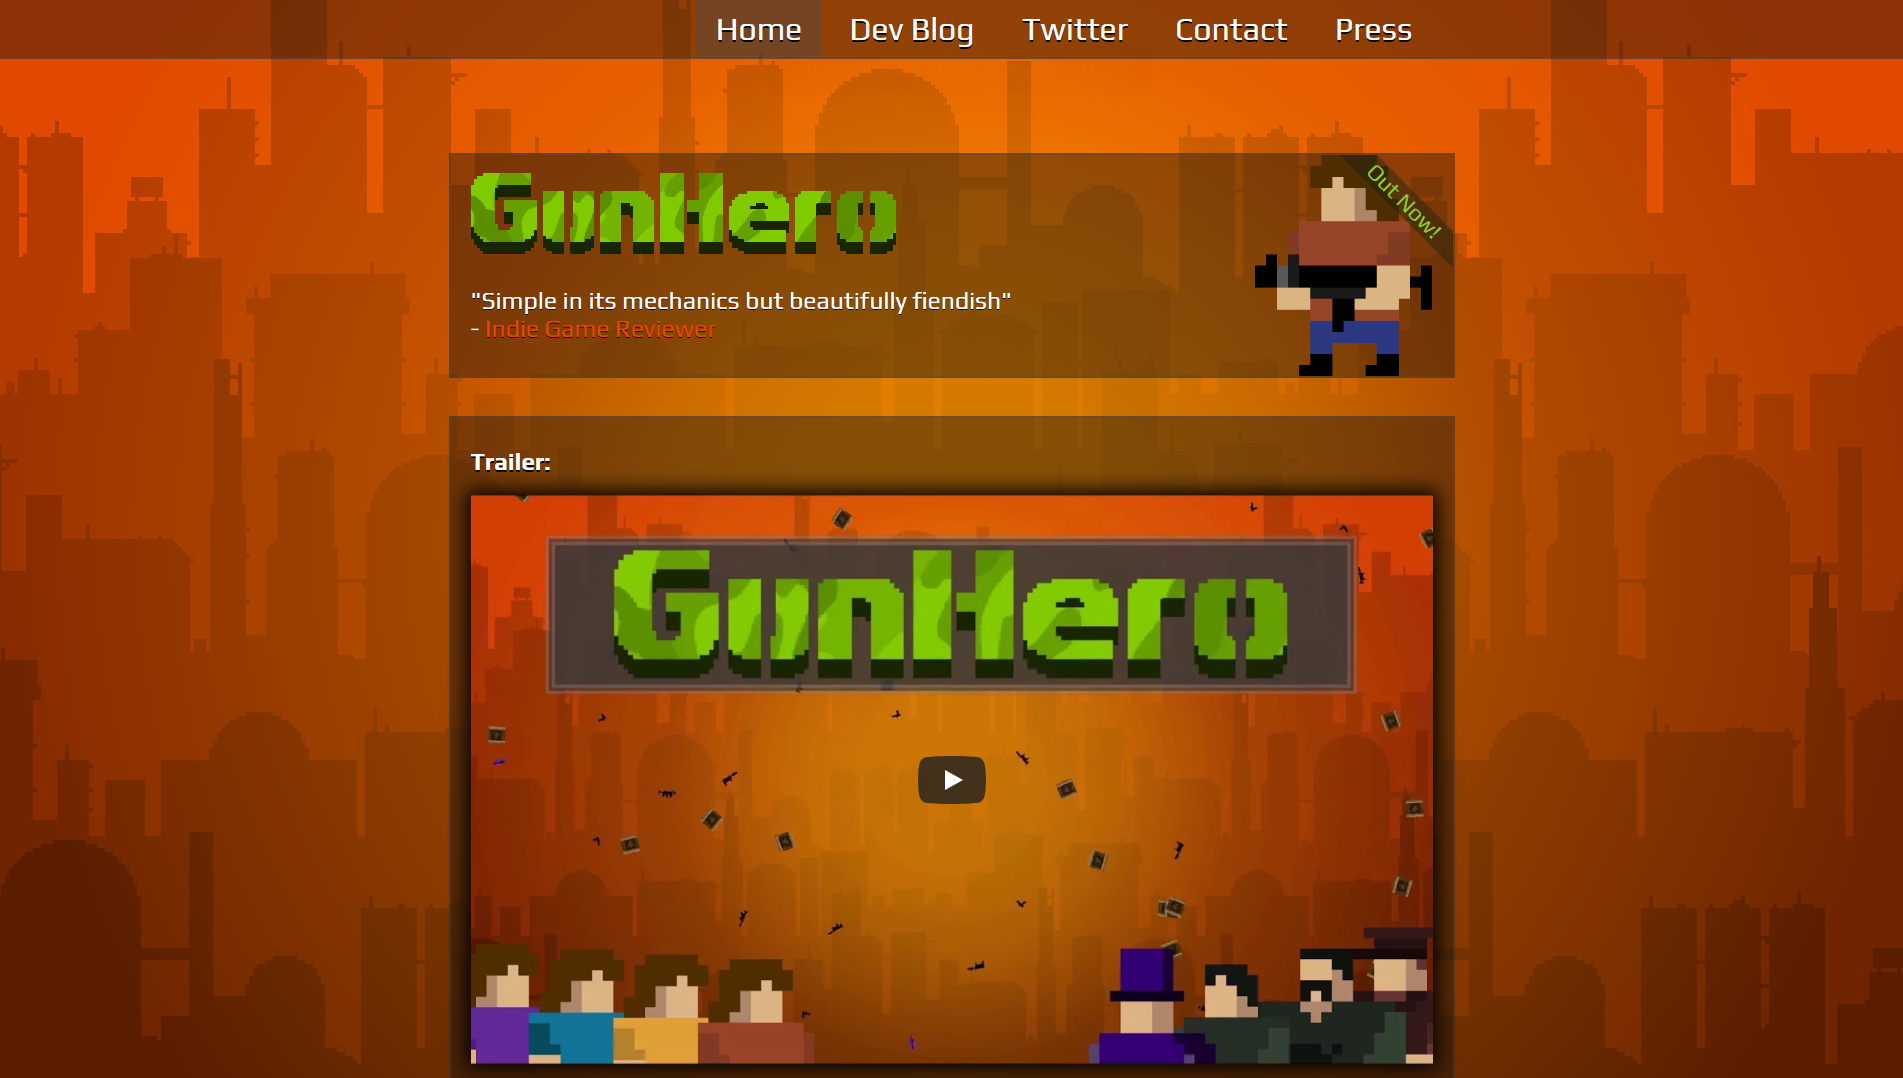 Home Dev Blog Twitter Contact Press
GunHero
Out Now!
"Simple in its mechanics but beautifully fiendish"
- Indie Game Reviewer
Trailer:
GunHero